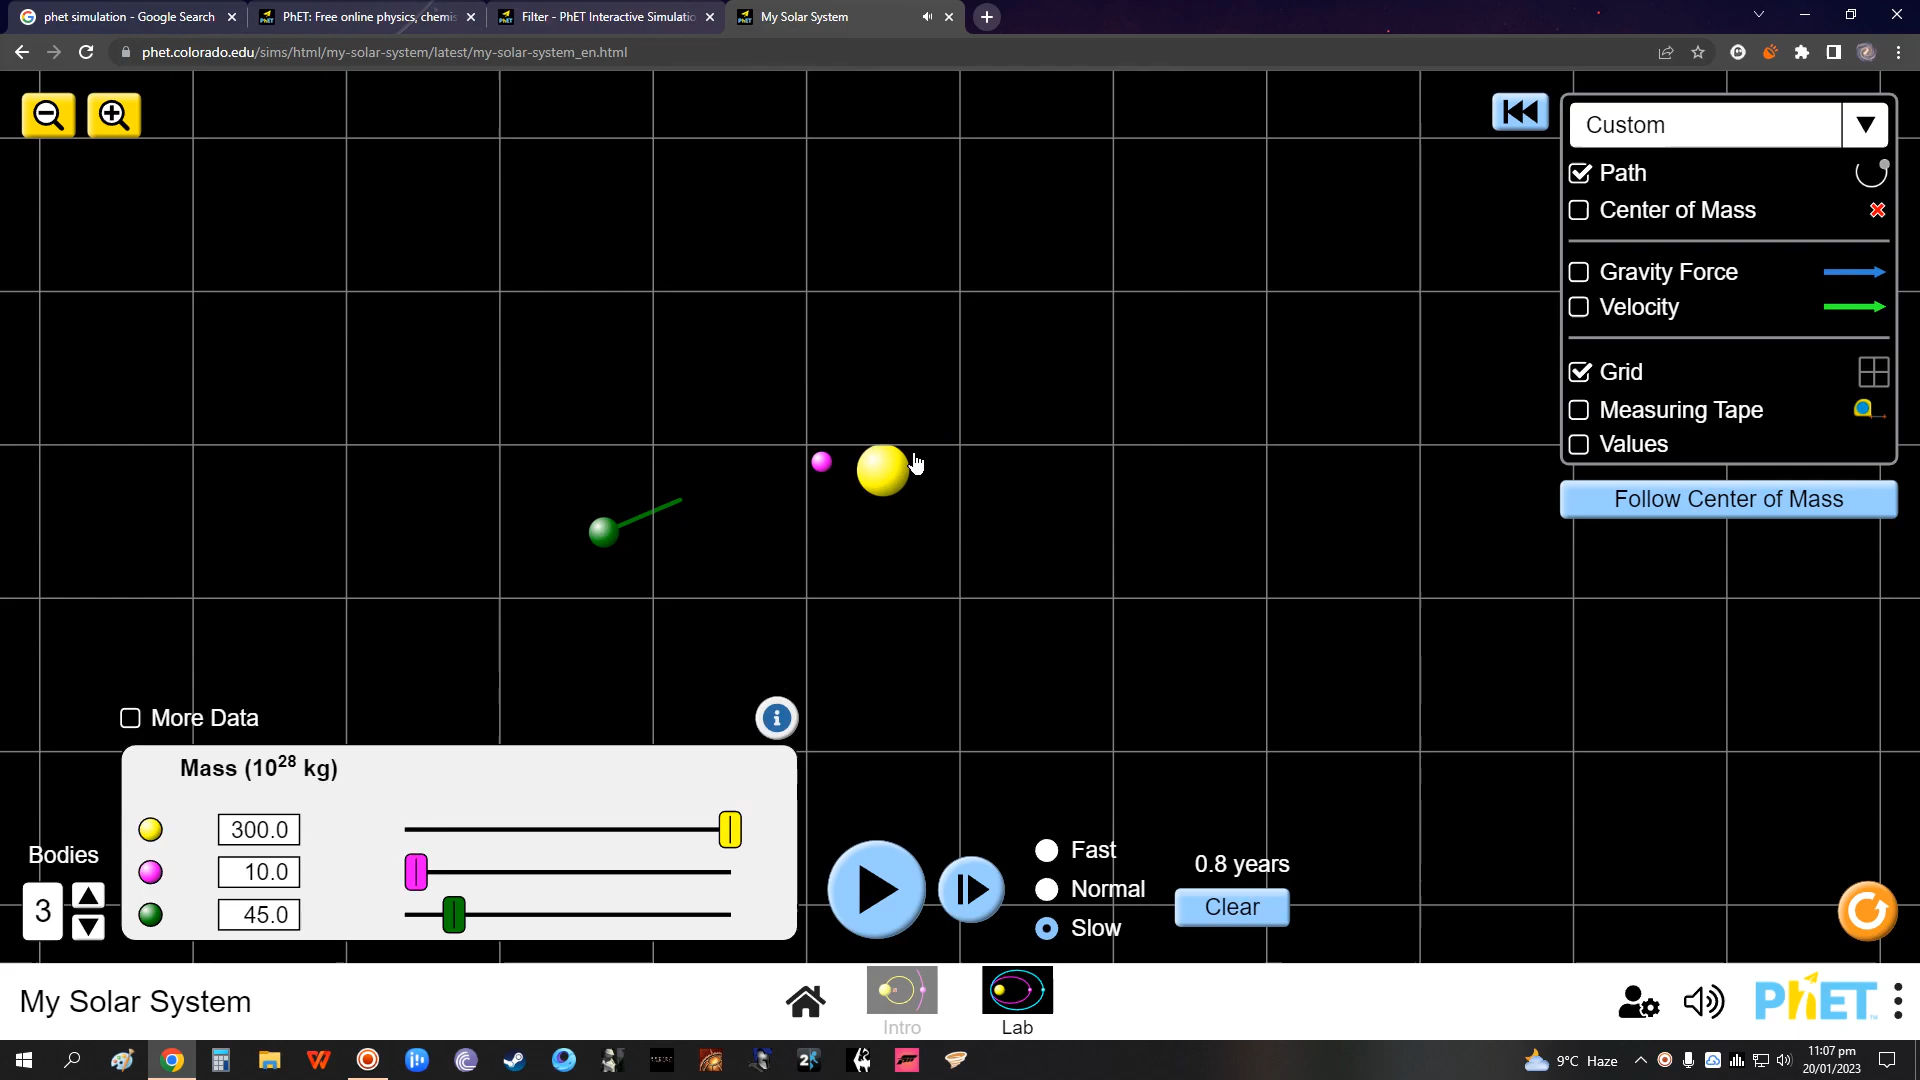 phet simulation - Google Search
PhET: Free online physics, chemis
Filter - PhET Interactive Simulatio
My Solar System
phet.colorado.edu/sims/html/my-solar-system/latest/my-solar-system_en.html
Custom
Path
Center of Mass
Gravity Force
Velocity
Grid
Measuring Tape
Values
Follow Center of Mass
More Data
Mass (10²⁸ kg)
300.0
10.0
45.0
Bodies
3
Fast
Normal
Slow
0.8 years
Clear
My Solar System
Intro
Lab
PhET
9°C Haze
11:07 pm
20/01/2023